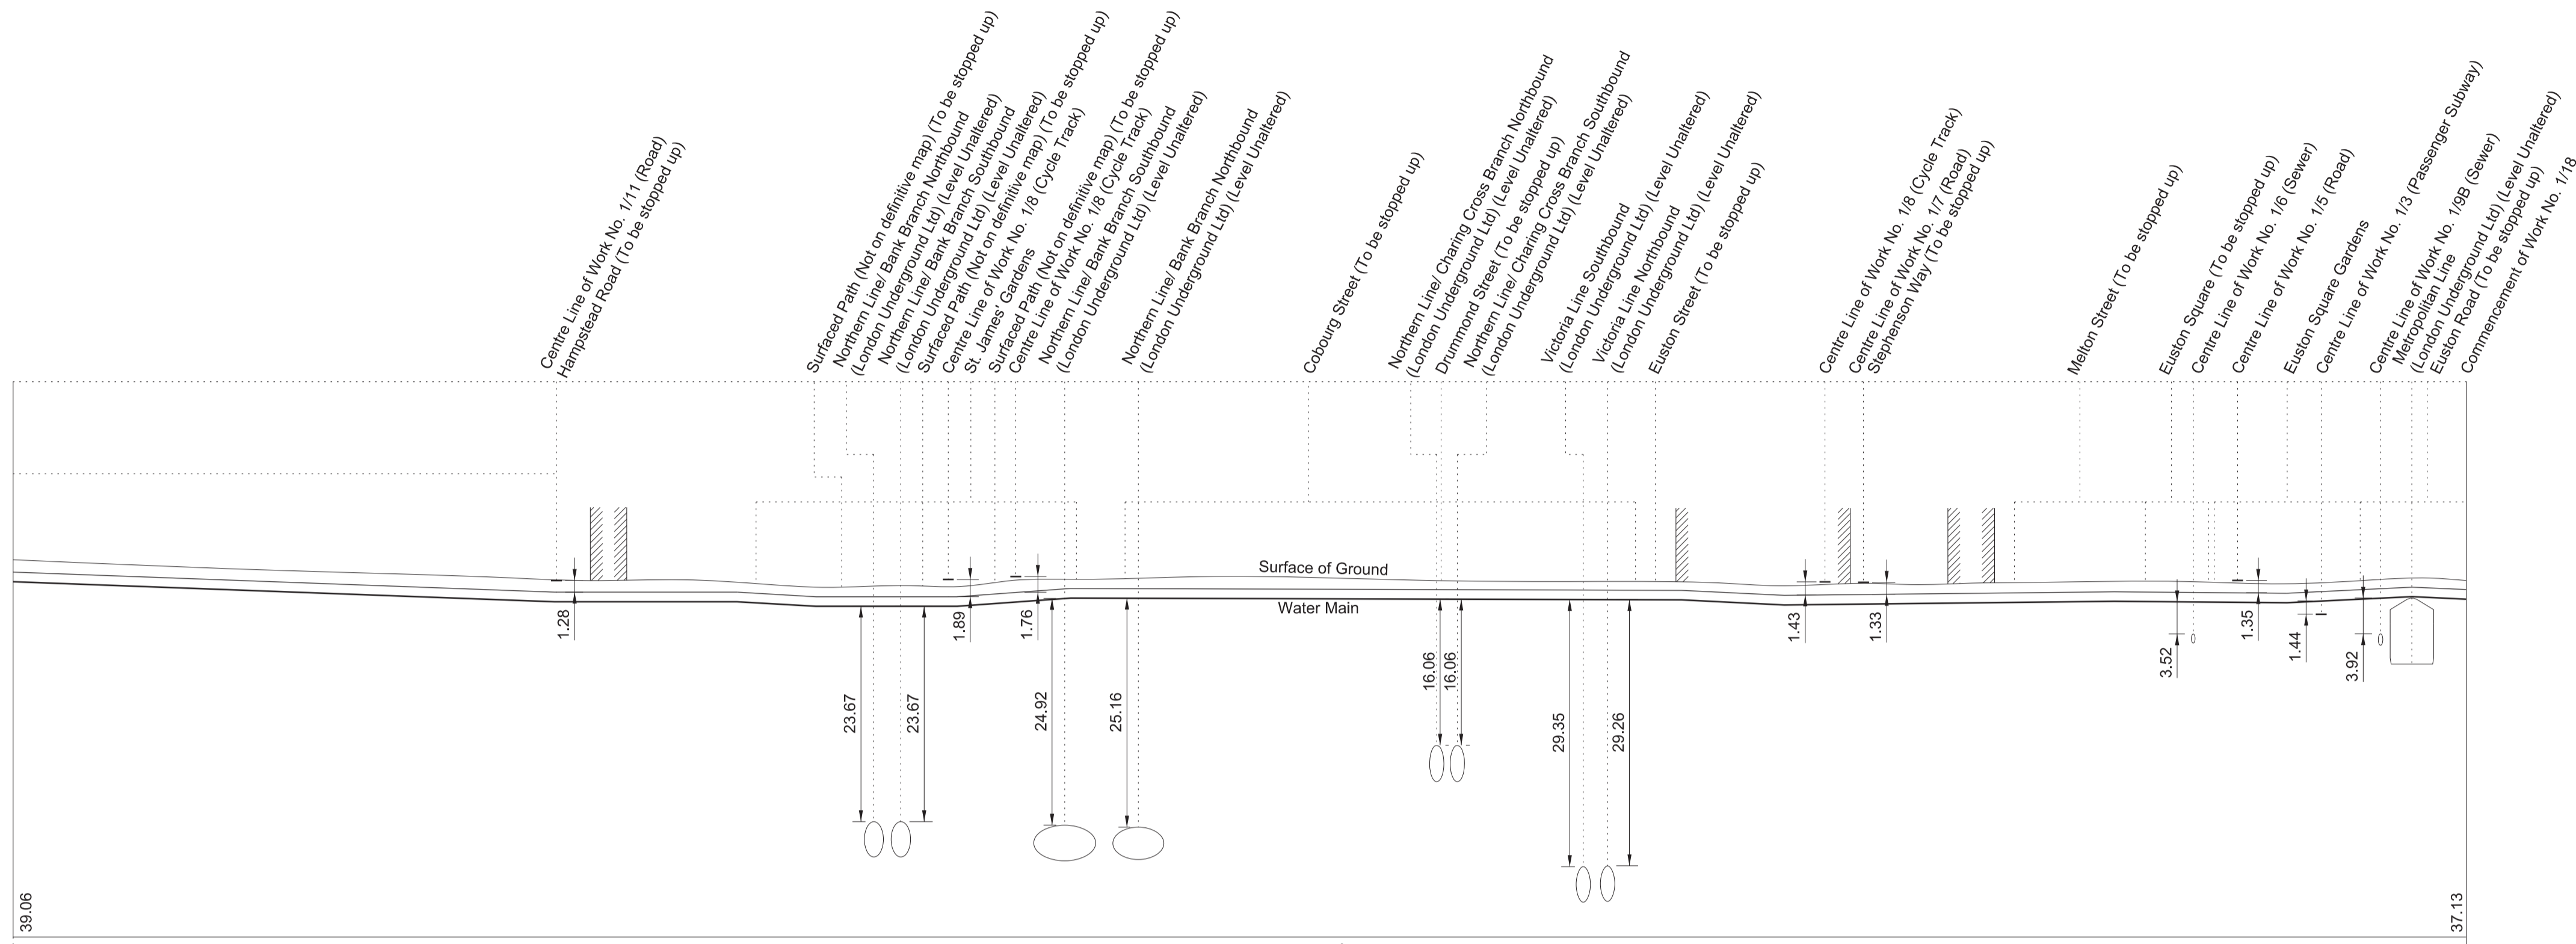 Centre Line of Work No. 1/11 (Road)
Hampstead Road (To be stopped up)
Surfaced Path (Not on definitive map) (To be stopped up)
Northern Line/ Bank Branch Northbound
(London Underground Ltd) (Level Unaltered)
Northern Line/ Bank Branch Southbound
(London Underground Ltd) (Level Unaltered)
Surfaced Path (Not on definitive map) (To be stopped up)
Centre Line of Work No. 1/8 (Cycle Track)
St. James' Gardens
Surfaced Path (Not on definitive map) (To be stopped up)
Centre Line of Work No. 1/8 (Cycle Track)
Northern Line/ Bank Branch Southbound
(London Underground Ltd) (Level Unaltered)
Northern Line/ Bank Branch Northbound
(London Underground Ltd) (Level Unaltered)
Cobourg Street (To be stopped up)
Northern Line/ Charing Cross Branch Northbound
(London Underground Ltd) (Level Unaltered)
Drummond Street (To be stopped up)
Northern Line/ Charing Cross Branch Southbound
(London Underground Ltd) (Level Unaltered)
Victoria Line Southbound
(London Underground Ltd) (Level Unaltered)
Victoria Line Northbound
(London Underground Ltd) (Level Unaltered)
Euston Street (To be stopped up)
Centre Line of Work No. 1/8 (Cycle Track)
Centre Line of Work No. 1/7 (Road)
Stephenson Way (To be stopped up)
Melton Street (To be stopped up)
Euston Square (To be stopped up)
Centre Line of Work No. 1/6 (Sewer)
Centre Line of Work No. 1/5 (Road)
Euston Square Gardens
Centre Line of Work No. 1/3 (Passenger Subway)
Centre Line of Work No. 1/9B (Sewer)
Metropolitan Line
(London Underground Ltd) (Level Unaltered)
Euston Road (To be stopped up)
Commencement of Work No. 1/18
Surface of Ground
Water Main
1.28
23.67
23.67
1.89
1.76
24.92
25.16
16.06
16.06
29.35
29.26
1.43
1.33
3.52
1.35
1.44
3.92
39.06
37.13